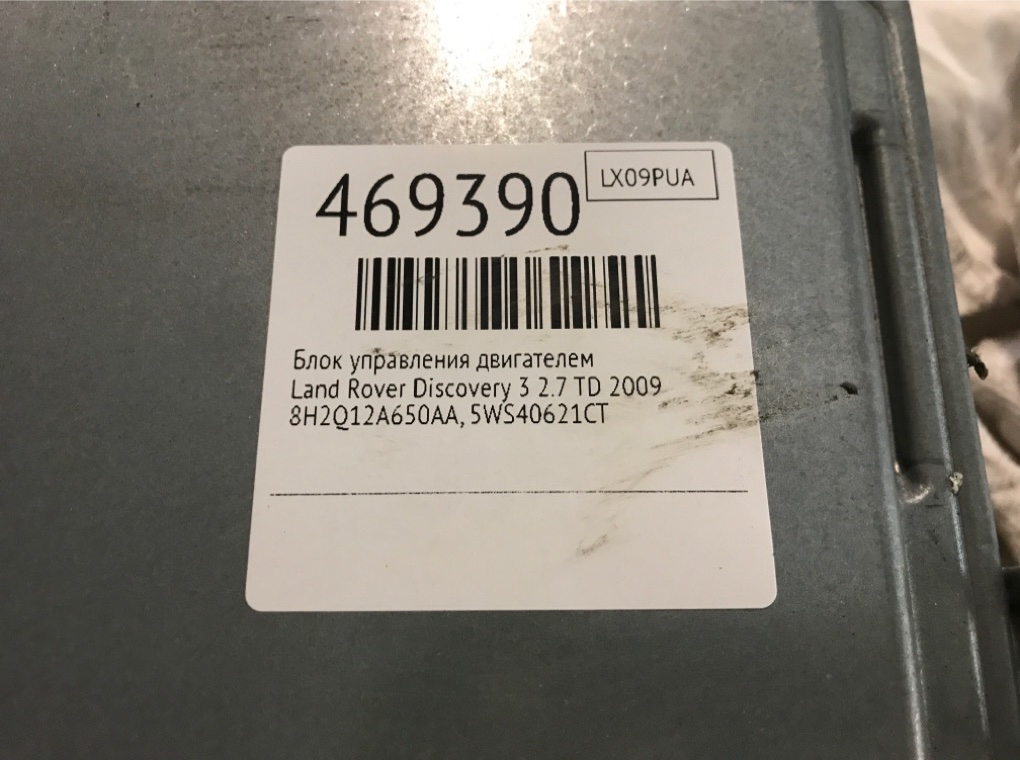 469390
LX09PUA
Блок управления двигателем
Land Rover Discovery 3 2.7 TD 2009
8H2Q12A650AA, 5WS40621CT